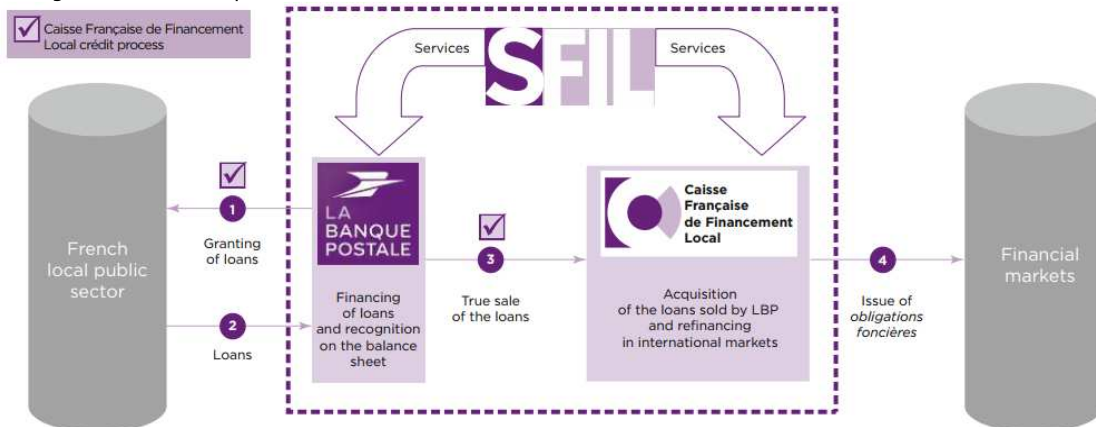 Caisse Française de Financement
Local crédit process
Services
SFIL
Services
LA
BANQUE
POSTALE
Caisse
Française
de Financement
Local
1
Granting
of loans
French
local public
sector
2
Loans
Financing
of loans
and recognition
on the balance
sheet
3
True sale
of the loans
Acquisition
of the loans sold by LBP
and refinancing
in international markets
4
Issue of
obligations
foncières
Financial
markets